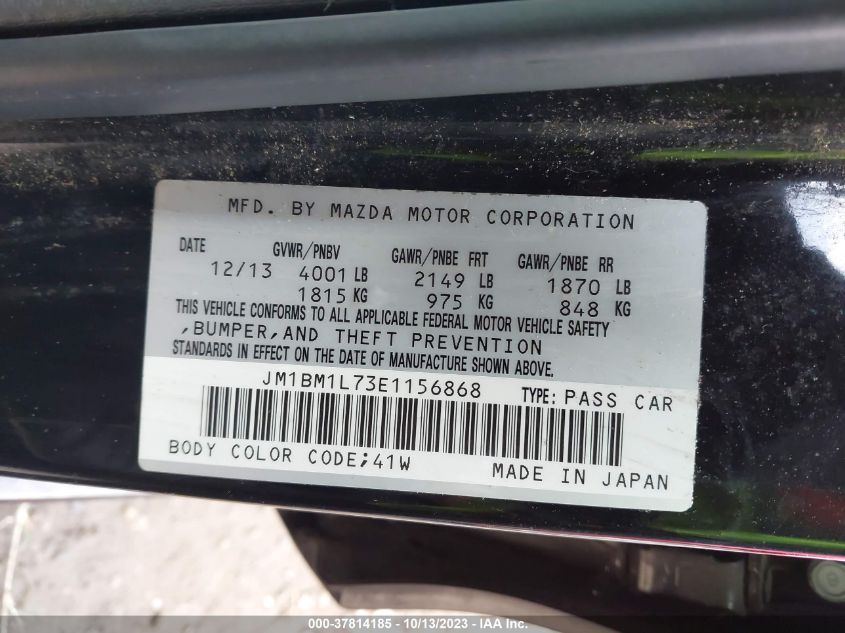 MFD. BY MAZDA MOTOR CORPORATION
DATE GVWR/PNBV GAWR/PNBE FRT GAWR/PNBE RR
12/13 4001 LB 2149 LB 1870 LB
1815 KG 975 KG 848 KG
THIS VEHICLE CONFORMS TO ALL APPLICABLE FEDERAL MOTOR VEHICLE SAFETY
,BUMPER,AND THEFT PREVENTION
STANDARDS IN EFFECT ON THE DATE OF MANUFACTURE SHOWN ABOVE.
JM1BM1L73E1156868 TYPE: PASS CAR
BODY COLOR CODE;41W MADE IN JAPAN
000-37814185 - 10/13/2023 - IAA Inc.